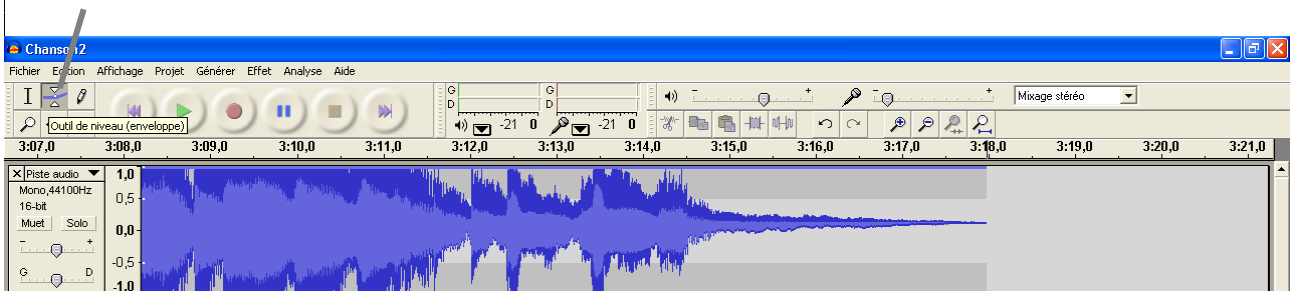 Chanson2
Fichier Edition Affichage Projet Générer Effet Analyse Aide
G G
D D
-21 0 -21 0
- + - +
Mixage stéréo
Outil de niveau (enveloppe)
3:07,0 3:08,0 3:09,0 3:10,0 3:11,0 3:12,0 3:13,0 3:14,0 3:15,0 3:16,0 3:17,0 3:18,0 3:19,0 3:20,0 3:21,0
Piste audio 1,0
Mono,44100Hz
16-bit 0,5
Muet Solo 0,0
- +
-0,5
G D
-1,0